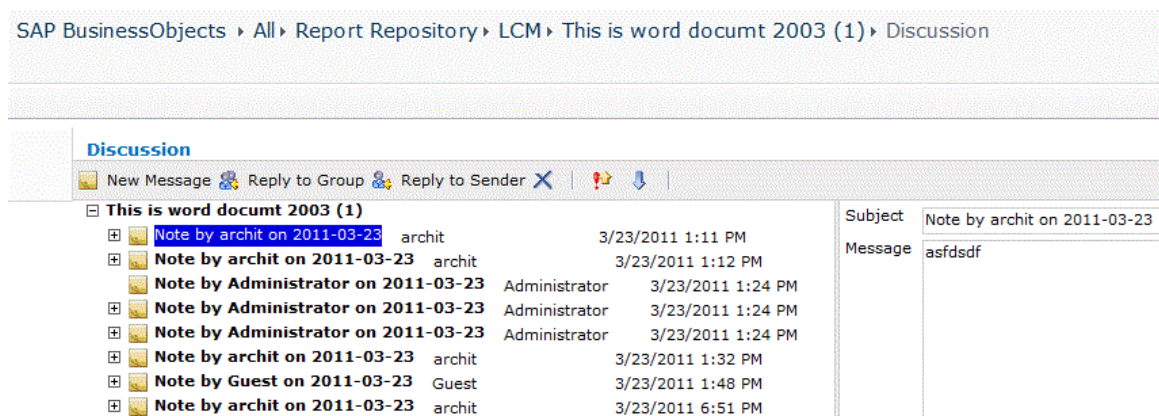 SAP BusinessObjects › All › Report Repository › LCM › This is word documt 2003 (1) › Discussion
Discussion
New Message Reply to Group Reply to Sender
This is word documt 2003 (1)
Note by archit on 2011-03-23 archit 3/23/2011 1:11 PM
Note by archit on 2011-03-23 archit 3/23/2011 1:12 PM
Note by Administrator on 2011-03-23 Administrator 3/23/2011 1:24 PM
Note by Administrator on 2011-03-23 Administrator 3/23/2011 1:24 PM
Note by Administrator on 2011-03-23 Administrator 3/23/2011 1:24 PM
Note by archit on 2011-03-23 archit 3/23/2011 1:32 PM
Note by Guest on 2011-03-23 Guest 3/23/2011 1:48 PM
Note by archit on 2011-03-23 archit 3/23/2011 6:51 PM
Subject Note by archit on 2011-03-23
Message asfdsdf